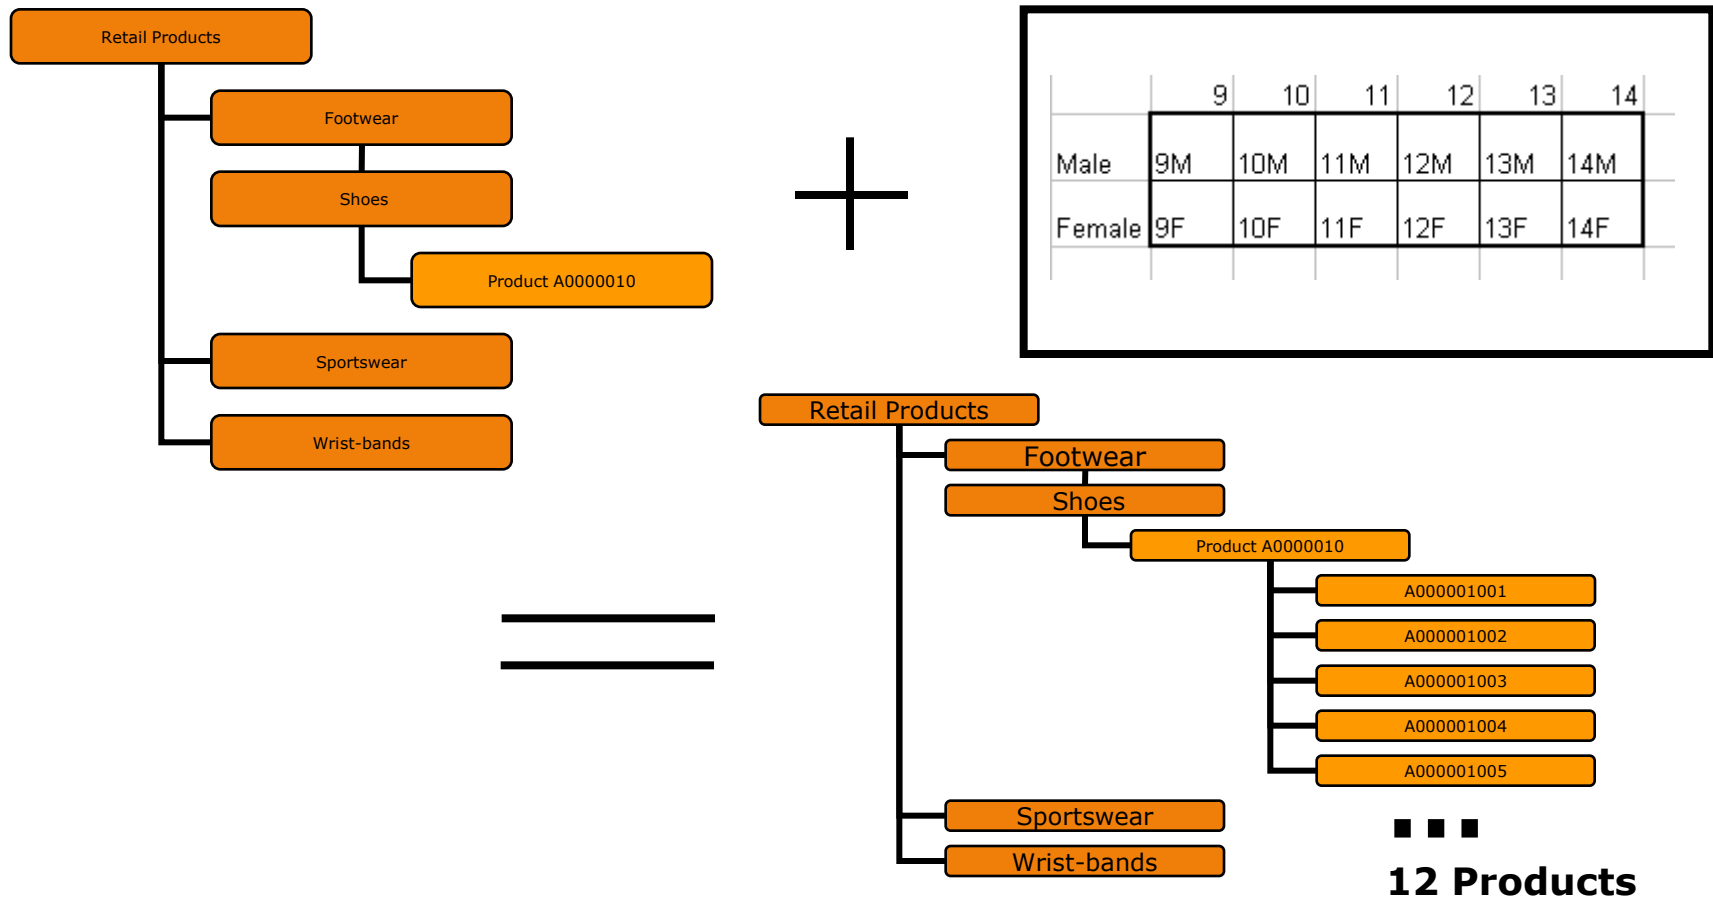 Retail Products
Footwear
Shoes
Product A0000010
Sportswear
Wrist-bands
9 10 11 12 13 14
Male 9M 10M 11M 12M 13M 14M
Female 9F 10F 11F 12F 13F 14F
Retail Products
Footwear
Shoes
Product A0000010
A000001001
A000001002
A000001003
A000001004
A000001005
Sportswear
Wrist-bands
...
12 Products